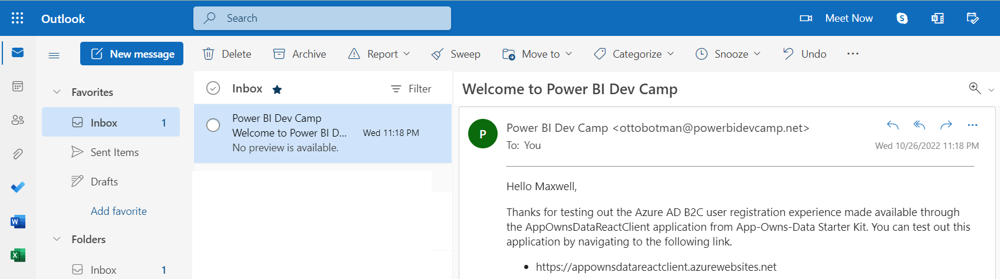 Outlook
Search
Meet Now
New message
Delete
Archive
Report
Sweep
Move to
Categorize
Snooze
Undo
Favorites
Inbox 1
Sent Items
Drafts
Add favorite
Folders
Inbox 1
Inbox
Filter
Power BI Dev Camp
Welcome to Power BI D... Wed 11:18 PM
No preview is available.
Welcome to Power BI Dev Camp
P
Power BI Dev Camp <ottobotman@powerbidevcamp.net>
To: You
Wed 10/26/2022 11:18 PM
Hello Maxwell,
Thanks for testing out the Azure AD B2C user registration experience made available through
the AppOwnsDataReactClient application from App-Owns-Data Starter Kit. You can test out this
application by navigating to the following link.
• https://appownsdatareactclient.azurewebsites.net